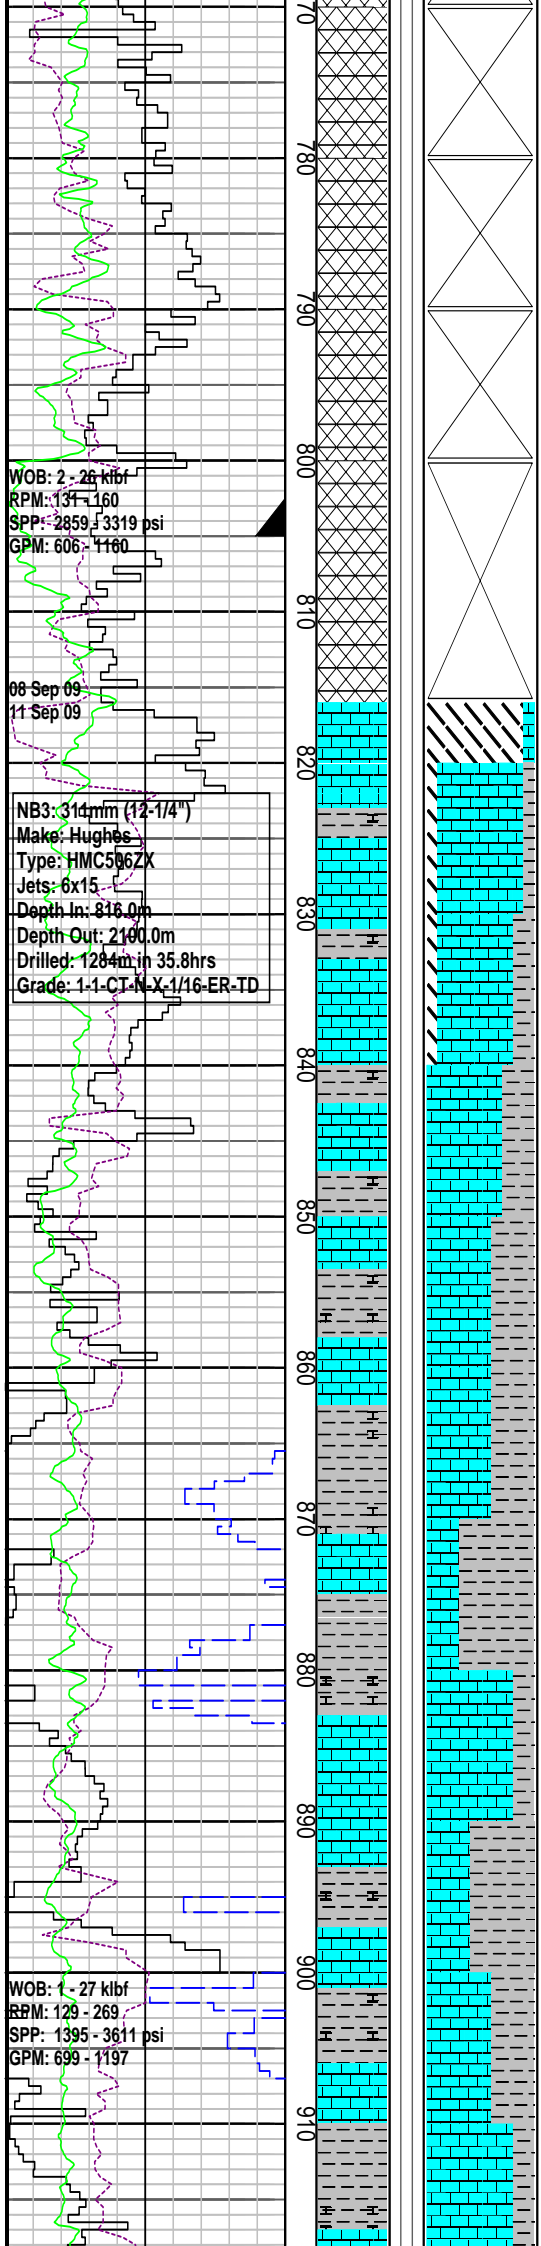 70
780
790
800
WOB: 2 - 26 klbf
RPM: 131 - 160
SPP: 2859 - 3319 psi
GPM: 606 - 1160
810
08 Sep 09
11 Sep 09
820
NB3: 311mm (12-1/4")
Make: Hughes
Type: HMC506ZX
Jets: 6x15
Depth In: 816.0m
Depth Out: 2100.0m
Drilled: 1284m in 35.8hrs
Grade: 1-1-CT-N-X-1/16-ER-TD
830
840
850
860
870
880
890
900
WOB: 1 - 27 klbf
RPM: 129 - 269
SPP: 1395 - 3611 psi
GPM: 699 - 1197
910